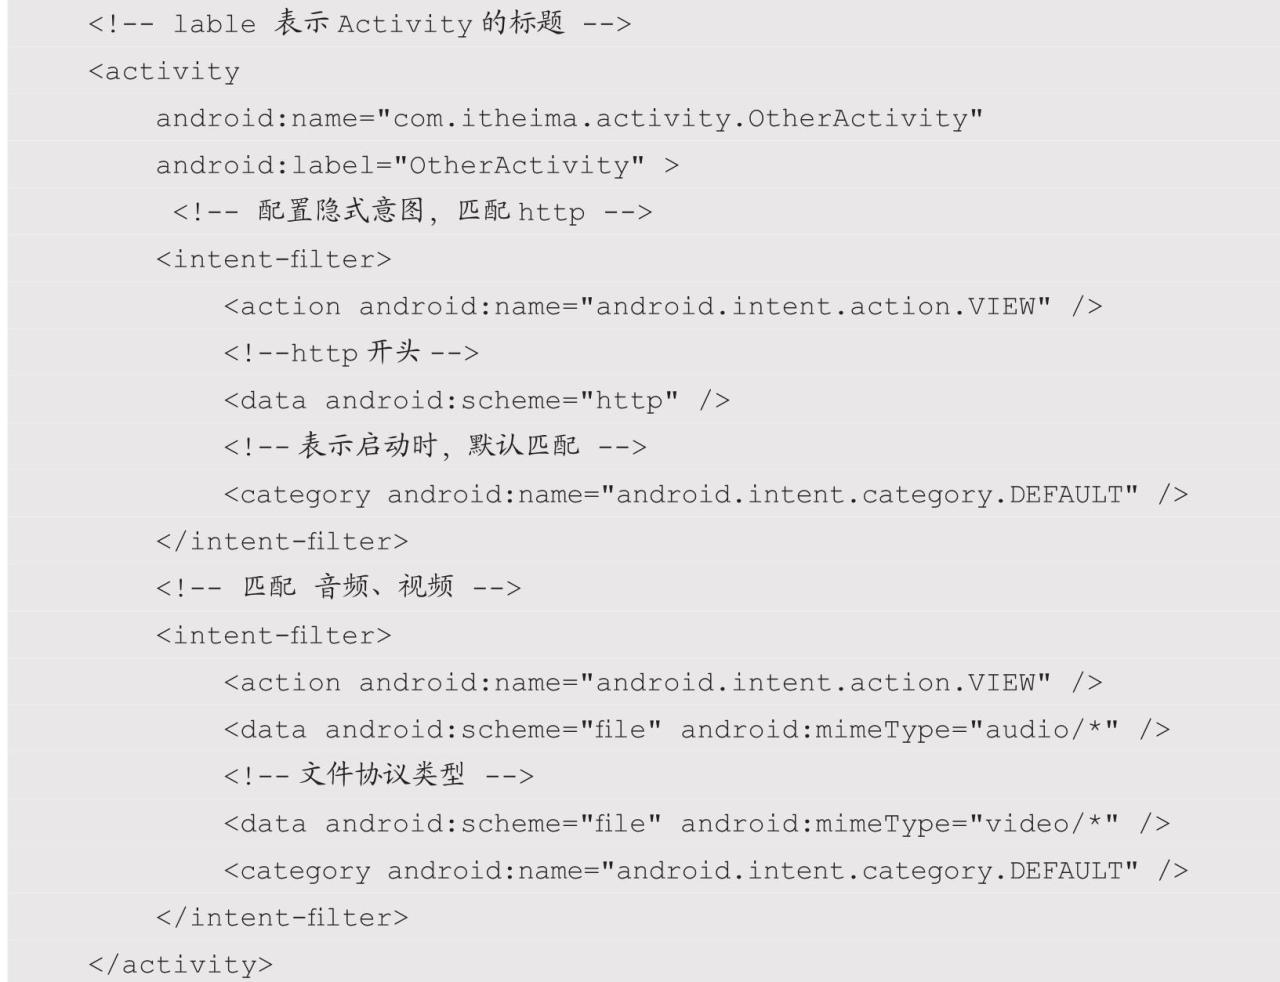 <!-- lable 表示 Activity 的标题 -->
<activity
android:name="com.itheima.activity.OtherActivity"
android:label="OtherActivity" >
<!-- 配置隐式意图，匹配 http -->
<intent-filter>
<action android:name="android.intent.action.VIEW" />
<!--http 开头 -->
<data android:scheme="http" />
<!-- 表示启动时，默认匹配 -->
<category android:name="android.intent.category.DEFAULT" />
</intent-filter>
<!-- 匹配 音频、视频 -->
<intent-filter>
<action android:name="android.intent.action.VIEW" />
<data android:scheme="file" android:mimeType="audio/*" />
<!-- 文件协议类型 -->
<data android:scheme="file" android:mimeType="video/*" />
<category android:name="android.intent.category.DEFAULT" />
</intent-filter>
</activity>